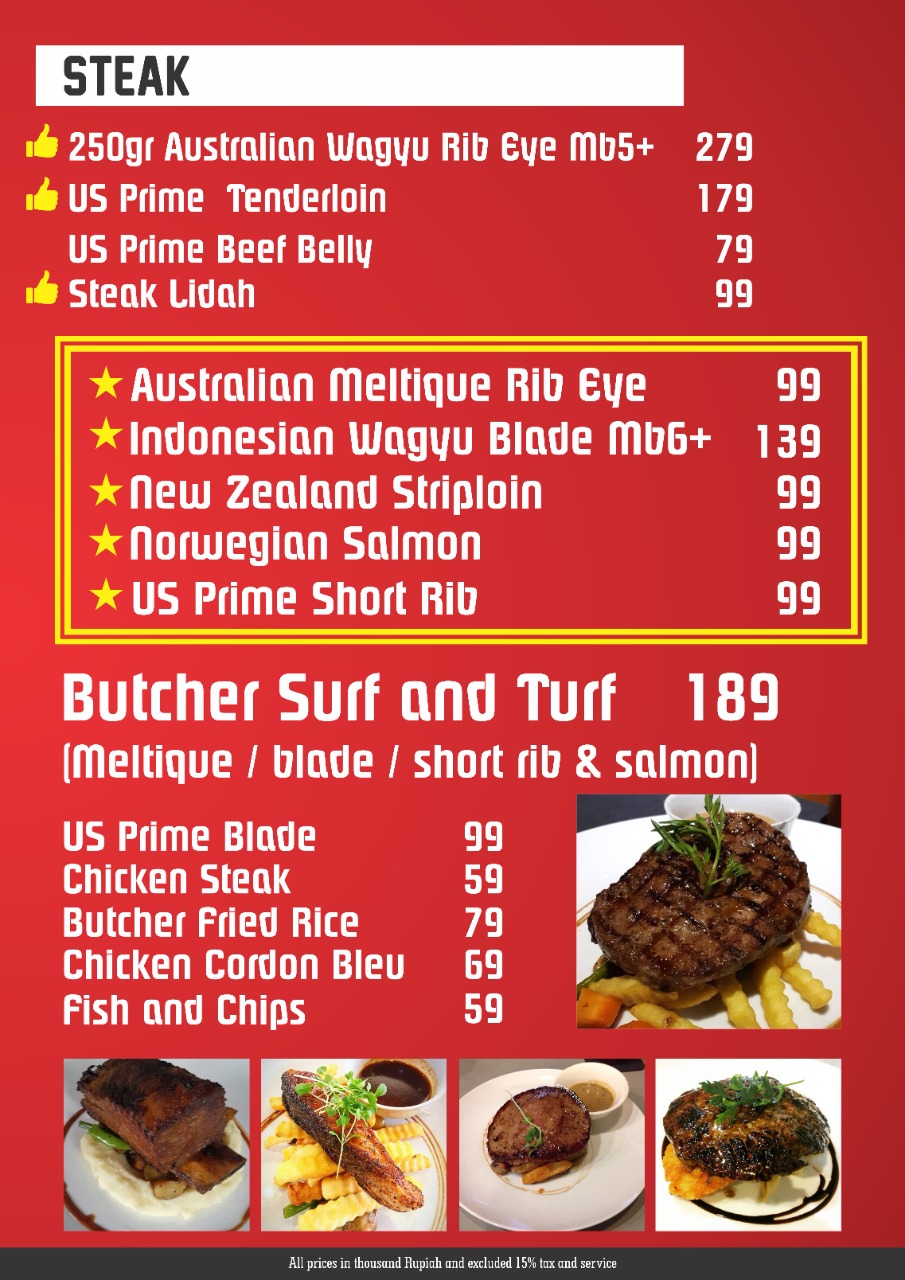 STEAK
250gr Australian Wagyu Rib Eye Mb5+ 279
US Prime Tenderloin 179
US Prime Beef Belly 79
Steak Lidah 99
Australian Meltique Rib Eye 99
Indonesian Wagyu Blade Mb6+ 139
New Zealand Striploin 99
Norwegian Salmon 99
US Prime Short Rib 99
Butcher Surf and Turf 189
(Meltique / blade / short rib & salmon)
US Prime Blade 99
Chicken Steak 59
Butcher Fried Rice 79
Chicken Cordon Bleu 69
Fish and Chips 59
All prices in thousand Rupiah and excluded 15% tax and service